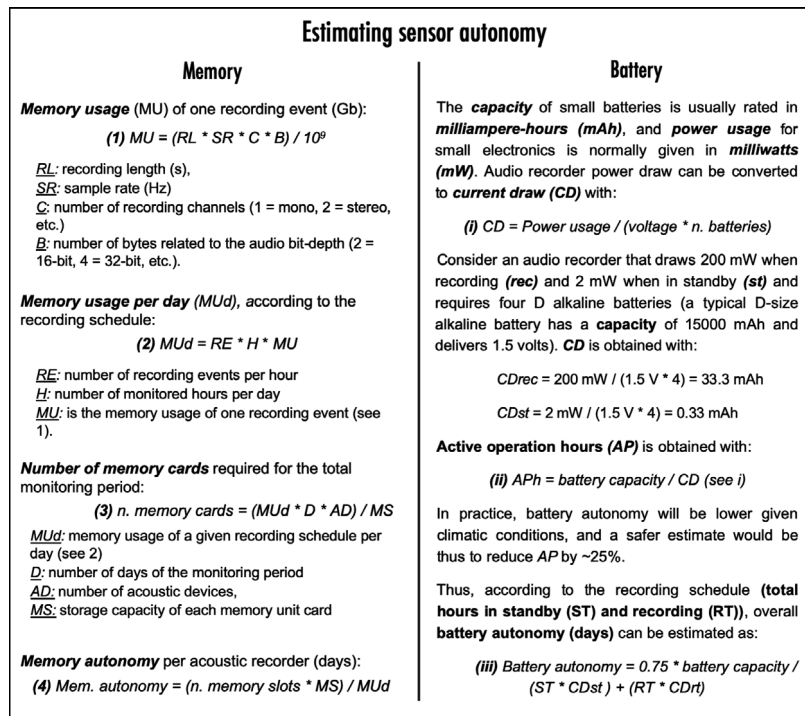 Estimating sensor autonomy
Memory
Memory usage (MU) of one recording event (Gb):
(1) MU = (RL * SR * C * B) / 10⁹
RL: recording length (s),
SR: sample rate (Hz)
C: number of recording channels (1 = mono, 2 = stereo,
etc.)
B: number of bytes related to the audio bit-depth (2 =
16-bit, 4 = 32-bit, etc.).
Memory usage per day (MUd), according to the
recording schedule:
(2) MUd = RE * H * MU
RE: number of recording events per hour
H: number of monitored hours per day
MU: is the memory usage of one recording event (see
1).
Number of memory cards required for the total
monitoring period:
(3) n. memory cards = (MUd * D * AD) / MS
MUd: memory usage of a given recording schedule per
day (see 2)
D: number of days of the monitoring period
AD: number of acoustic devices,
MS: storage capacity of each memory unit card
Memory autonomy per acoustic recorder (days):
(4) Mem. autonomy = (n. memory slots * MS) / MUd
Battery
The capacity of small batteries is usually rated in
milliampere-hours (mAh), and power usage for
small electronics is normally given in milliwatts
(mW). Audio recorder power draw can be converted
to current draw (CD) with:
(i) CD = Power usage / (voltage * n. batteries)
Consider an audio recorder that draws 200 mW when
recording (rec) and 2 mW when in standby (st) and
requires four D alkaline batteries (a typical D-size
alkaline battery has a capacity of 15000 mAh and
delivers 1.5 volts). CD is obtained with:
CDrec = 200 mW / (1.5 V * 4) = 33.3 mAh
CDst = 2 mW / (1.5 V * 4) = 0.33 mAh
Active operation hours (AP) is obtained with:
(ii) APh = battery capacity / CD (see i)
In practice, battery autonomy will be lower given
climatic conditions, and a safer estimate would be
thus to reduce AP by ~25%.
Thus, according to the recording schedule (total
hours in standby (ST) and recording (RT)), overall
battery autonomy (days) can be estimated as:
(iii) Battery autonomy = 0.75 * battery capacity /
(ST * CDst ) + (RT * CDrt)